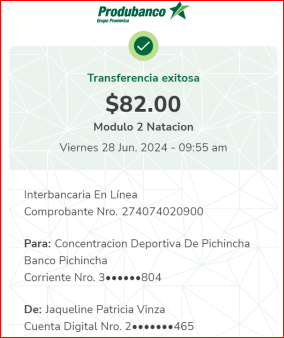 Produbanco
Grupo Promerica
Transferencia exitosa
$82.00
Modulo 2 Natacion
Viernes 28 Jun. 2024 - 09:55 am
Interbancaria En Línea
Comprobante Nro. 274074020900
Para: Concentracion Deportiva De Pichincha
Banco Pichincha
Corriente Nro. 3••••••804
De: Jaqueline Patricia Vinza
Cuenta Digital Nro. 2•••••••465